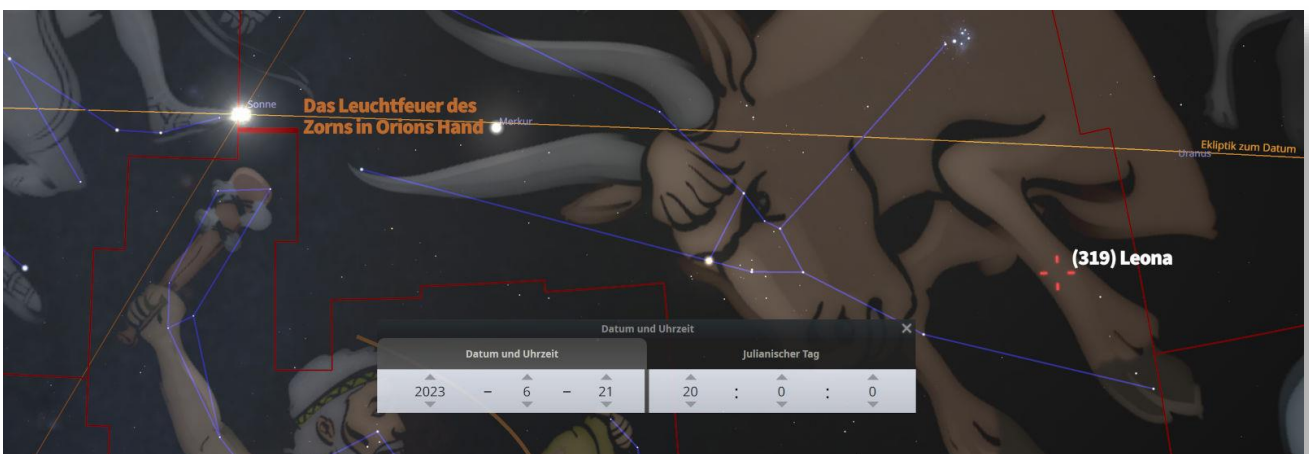 Sonne
Das Leuchtfeuer des
Zorns in Orions Hand
Merkur
Ekliptik zum Datum
Uranus
(319) Leona
Datum und Uhrzeit ×
Datum und Uhrzeit Julianischer Tag
2023 – 6 – 21 20 : 0 : 0